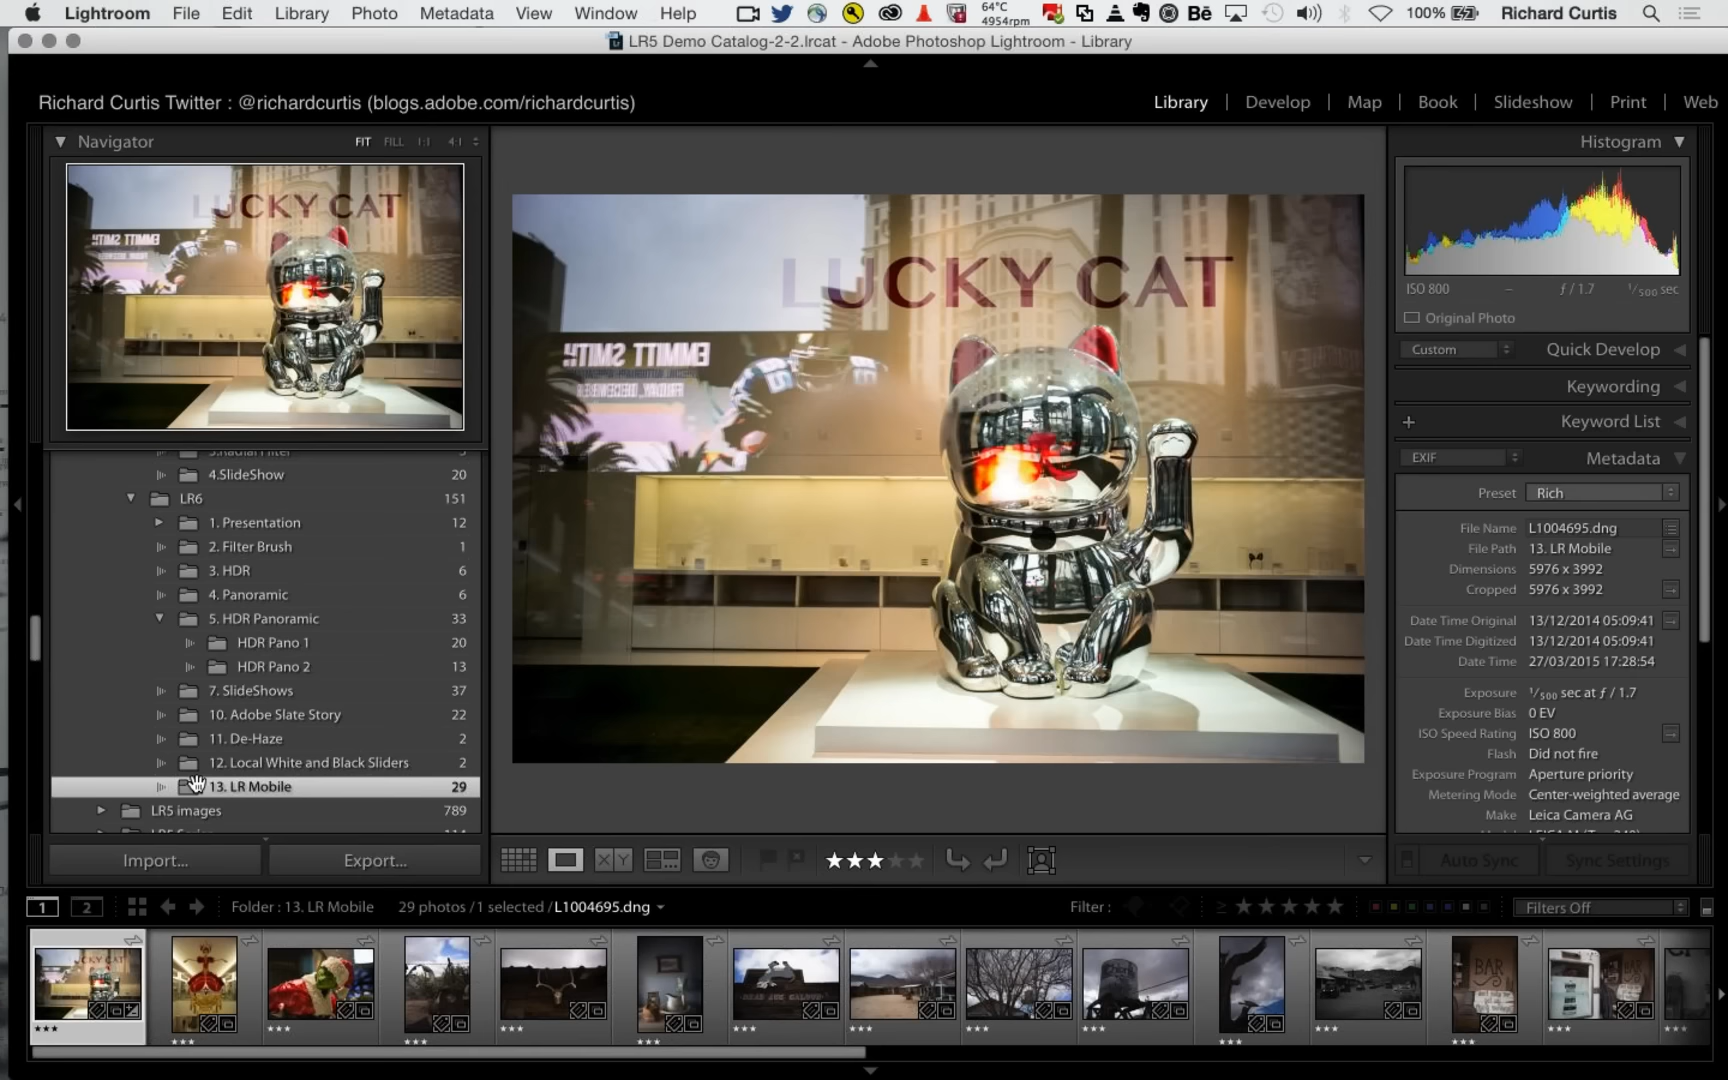 Lightroom File Edit Library Photo Metadata View Window Help 64°C 4954rpm Bē 100% Richard Curtis
LR5 Demo Catalog-2-2.lrcat - Adobe Photoshop Lightroom - Library
Richard Curtis Twitter : @richardcurtis (blogs.adobe.com/richardcurtis)
Library | Develop | Map | Book | Slideshow | Print | Web
Navigator FIT FILL 1:1 4:1
LUCKY CAT
EMMITT SMITH
4.SlideShow 20
LR6 151
1. Presentation 12
2. Filter Brush 1
3. HDR 6
4. Panoramic 6
5. HDR Panoramic 33
HDR Pano 1 20
HDR Pano 2 13
7. SlideShows 37
10. Adobe Slate Story 22
11. De-Haze 2
12. Local White and Black Sliders 2
13. LR Mobile 29
LR5 images 789
Import... Export...
LUCKY CAT
EMMITT SMITH
Histogram
ISO 800 – ƒ / 1.7 1/500 sec
Original Photo
Custom Quick Develop
Keywording
+ Keyword List
EXIF Metadata
Preset Rich
File Name L1004695.dng
File Path 13. LR Mobile
Dimensions 5976 x 3992
Cropped 5976 x 3992
Date Time Original 13/12/2014 05:09:41
Date Time Digitized 13/12/2014 05:09:41
Date Time 27/03/2015 17:28:54
Exposure 1/500 sec at ƒ / 1.7
Exposure Bias 0 EV
ISO Speed Rating ISO 800
Flash Did not fire
Exposure Program Aperture priority
Metering Mode Center-weighted average
Make Leica Camera AG
XY
Auto Sync Sync Settings
1 2 Folder : 13. LR Mobile 29 photos / 1 selected / L1004695.dng Filter : ≥ Filters Off
BAR